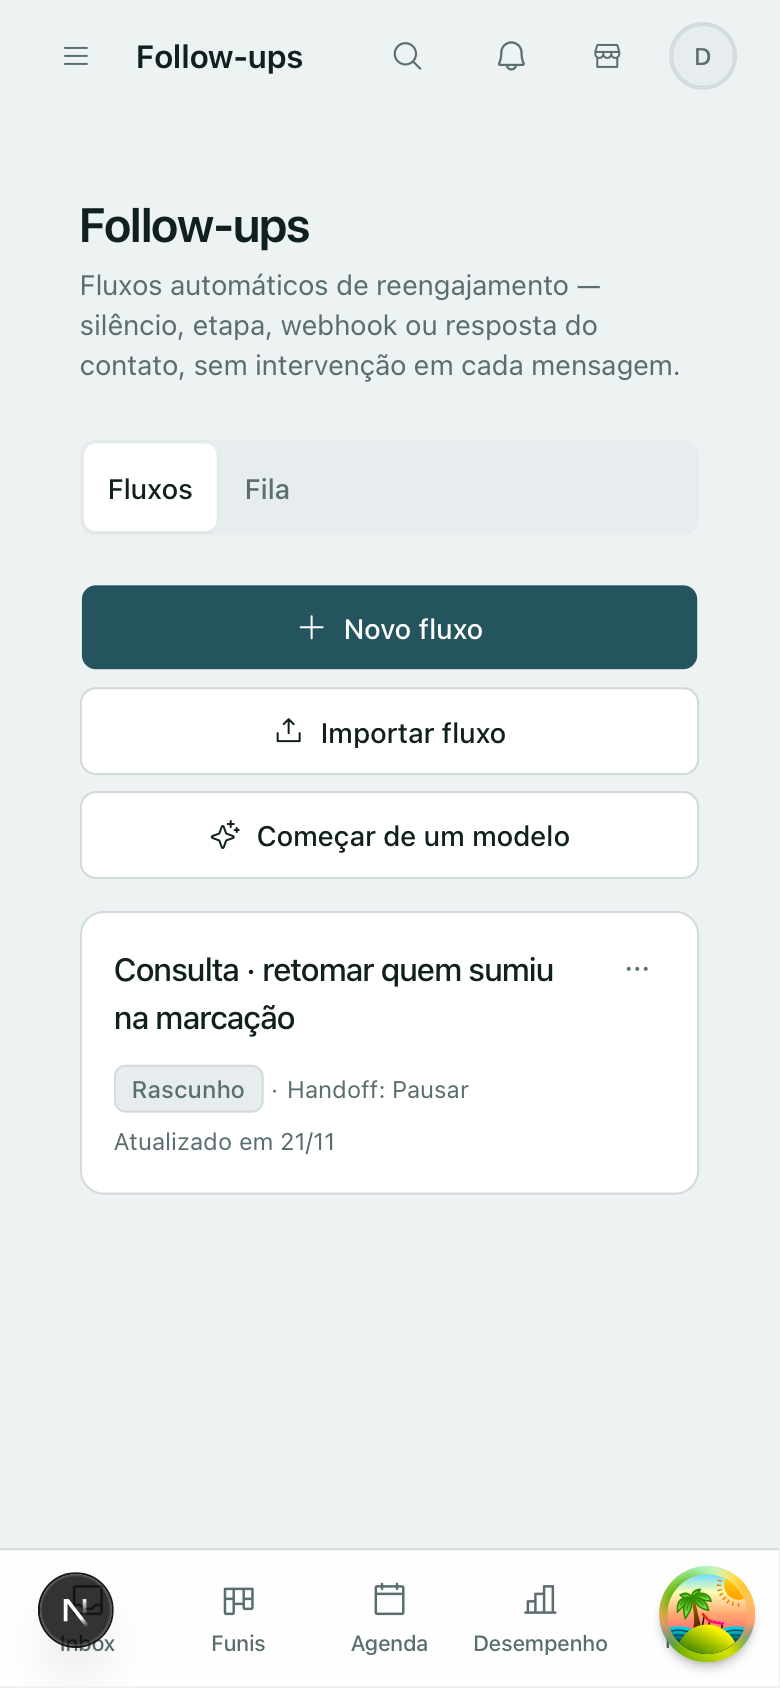 Follow-ups
D
Follow-ups
Fluxos automáticos de reengajamento —
silêncio, etapa, webhook ou resposta do
contato, sem intervenção em cada mensagem.
Fluxos
Fila
Novo fluxo
Importar fluxo
Começar de um modelo
Consulta · retomar quem sumiu
na marcação
Rascunho · Handoff: Pausar
Atualizado em 21/11
N
Inbox
Funis
Agenda
Desempenho